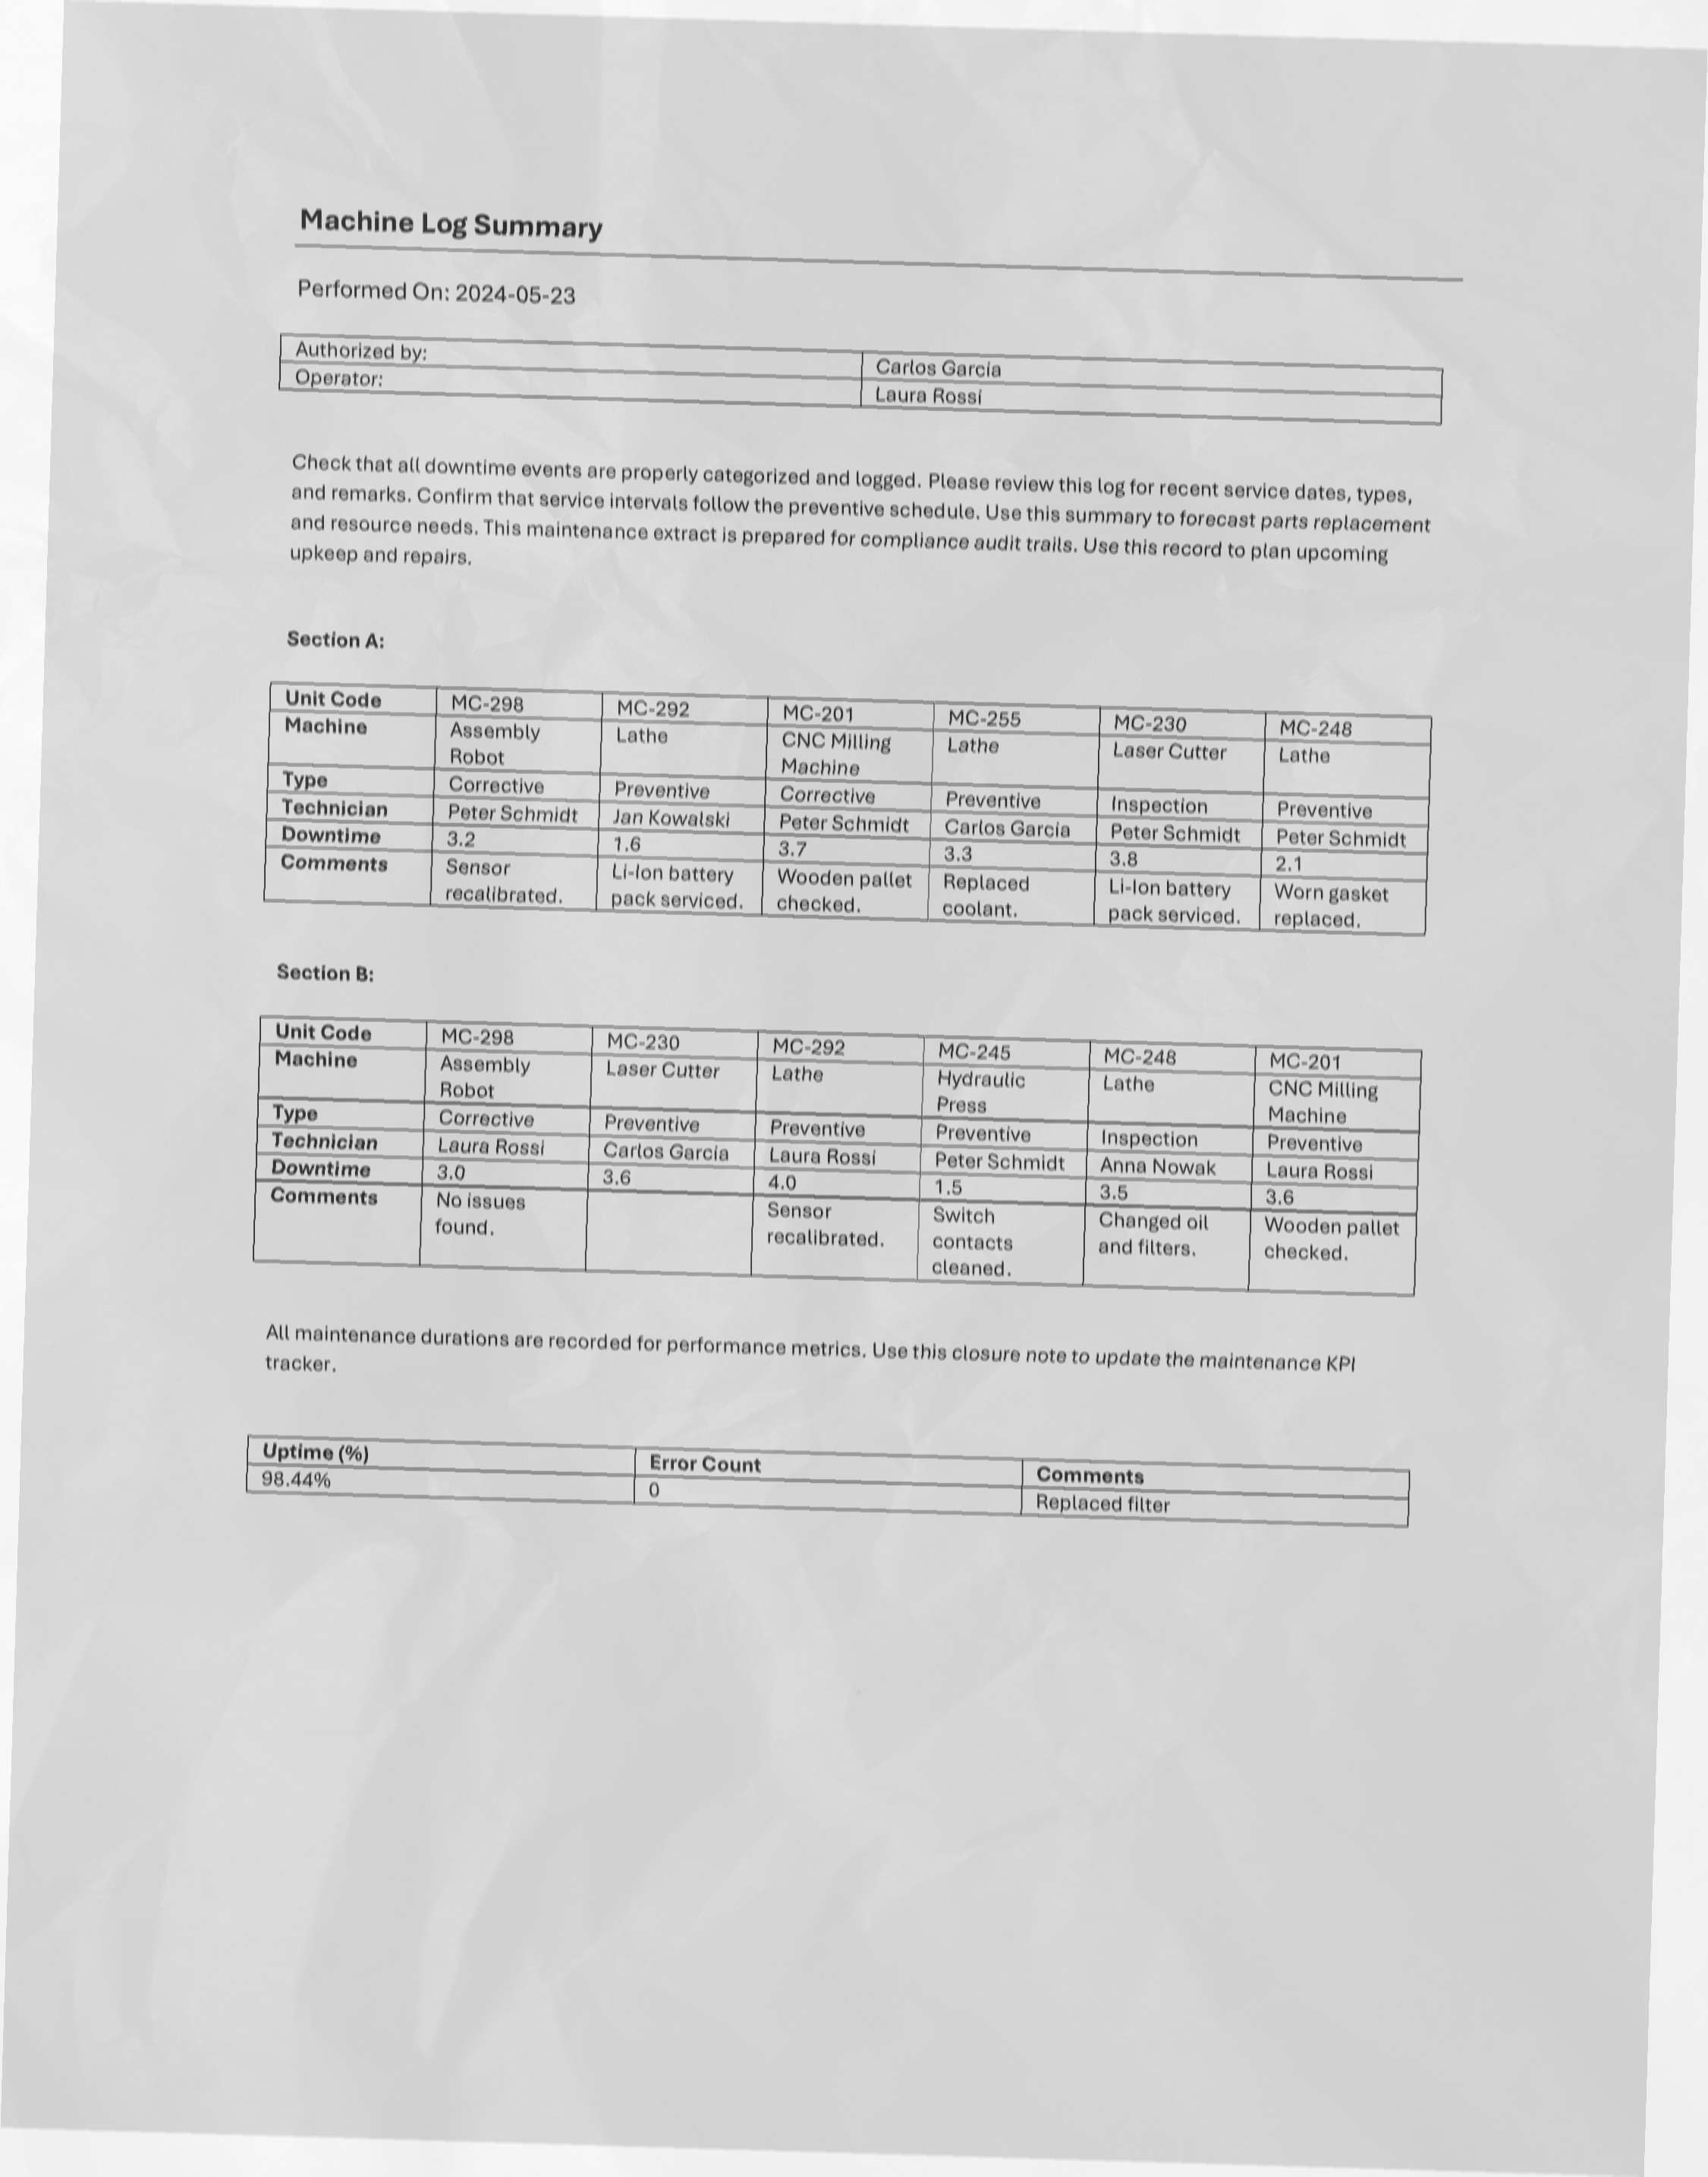 Machine Log Summary
Performed On: 2024-05-23
Authorized by: Carlos Garcia
Operator: Laura Rossi
Check that all downtime events are properly categorized and logged. Please review this log for recent service dates, types,
and remarks. Confirm that service intervals follow the preventive schedule. Use this summary to forecast parts replacement
and resource needs. This maintenance extract is prepared for compliance audit trails. Use this record to plan upcoming
upkeep and repairs.
Section A:
Unit Code MC-298 MC-292 MC-201 MC-255 MC-230 MC-248
Machine Assembly Lathe CNC Milling Lathe Laser Cutter Lathe
Robot Machine
Type Corrective Preventive Corrective Preventive Inspection Preventive
Technician Peter Schmidt Jan Kowalski Peter Schmidt Carlos Garcia Peter Schmidt Peter Schmidt
Downtime 3.2 1.6 3.7 3.3 3.8 2.1
Comments Sensor Li-Ion battery Wooden pallet Replaced Li-Ion battery Worn gasket
recalibrated. pack serviced. checked. coolant. pack serviced. replaced.
Section B:
Unit Code MC-298 MC-230 MC-292 MC-245 MC-248 MC-201
Machine Assembly Laser Cutter Lathe Hydraulic Lathe CNC Milling
Robot Press Machine
Type Corrective Preventive Preventive Preventive Inspection Preventive
Technician Laura Rossi Carlos Garcia Laura Rossi Peter Schmidt Anna Nowak Laura Rossi
Downtime 3.0 3.6 4.0 1.5 3.5 3.6
Comments No issues Sensor Switch Changed oil Wooden pallet
found. recalibrated. contacts and filters. checked.
cleaned.
All maintenance durations are recorded for performance metrics. Use this closure note to update the maintenance KPI
tracker.
Uptime (%) Error Count Comments
98.44% 0 Replaced filter